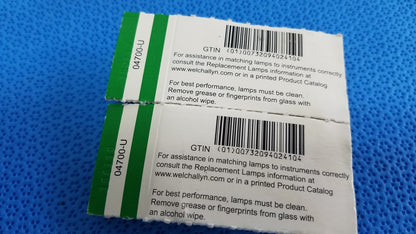 04700-U
GTIN (01)00732094024104
For assistance in matching lamps to instruments correctly
consult the Replacement Lamps information at
www.welchallyn.com or in a printed Product Catalog
For best performance, lamps must be clean.
Remove grease or fingerprints from glass with
an alcohol wipe.
04700-U
GTIN (01)00732094024104
For assistance in matching lamps to instruments correctly
consult the Replacement Lamps information at
www.welchallyn.com or in a printed Product Catalog
For best performance, lamps must be clean.
Remove grease or fingerprints from glass with
an alcohol wipe.